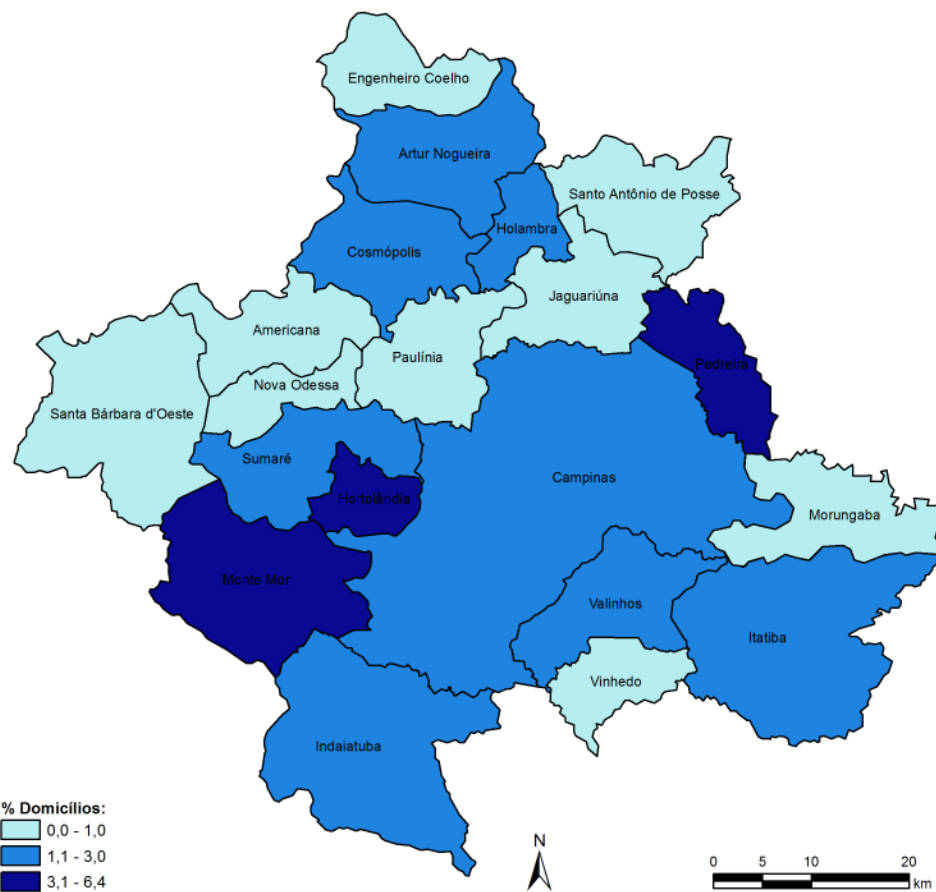 Engenheiro Coelho
Artur Nogueira
Santo Antônio de Posse
Holambra
Cosmópolis
Jaguariúna
Americana
Paulínia
Pedreira
Nova Odessa
Santa Bárbara d'Oeste
Sumaré
Campinas
Hortolândia
Morungaba
Monte Mor
Valinhos
Itatiba
Vinhedo
Indaiatuba
% Domicílios:
0,0 - 1,0
1,1 - 3,0
3,1 - 6,4
N
0 5 10 20
km